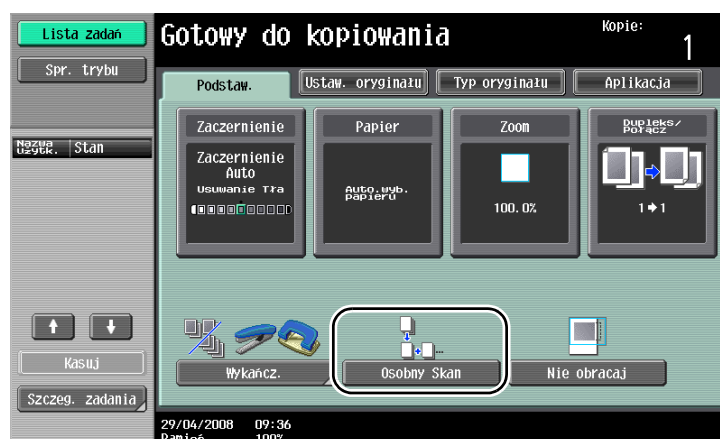 Lista zadań
Spr. trybu
Nazwa użytk.
Stan
Kasuj
Szczeg. zadania
Gotowy do kopiowania
Kopie:
1
Podstaw.
Ustaw. oryginału
Typ oryginału
Aplikacja
Zaczernienie
Zaczernienie
Auto
Usuwanie Tła
Papier
Auto.wyb.
papieru
Zoom
100.0%
Dupleks/
Połącz
1→1
Wykańcz.
Osobny Skan
Nie obracaj
29/04/2008 09:36
Pamięć 100%